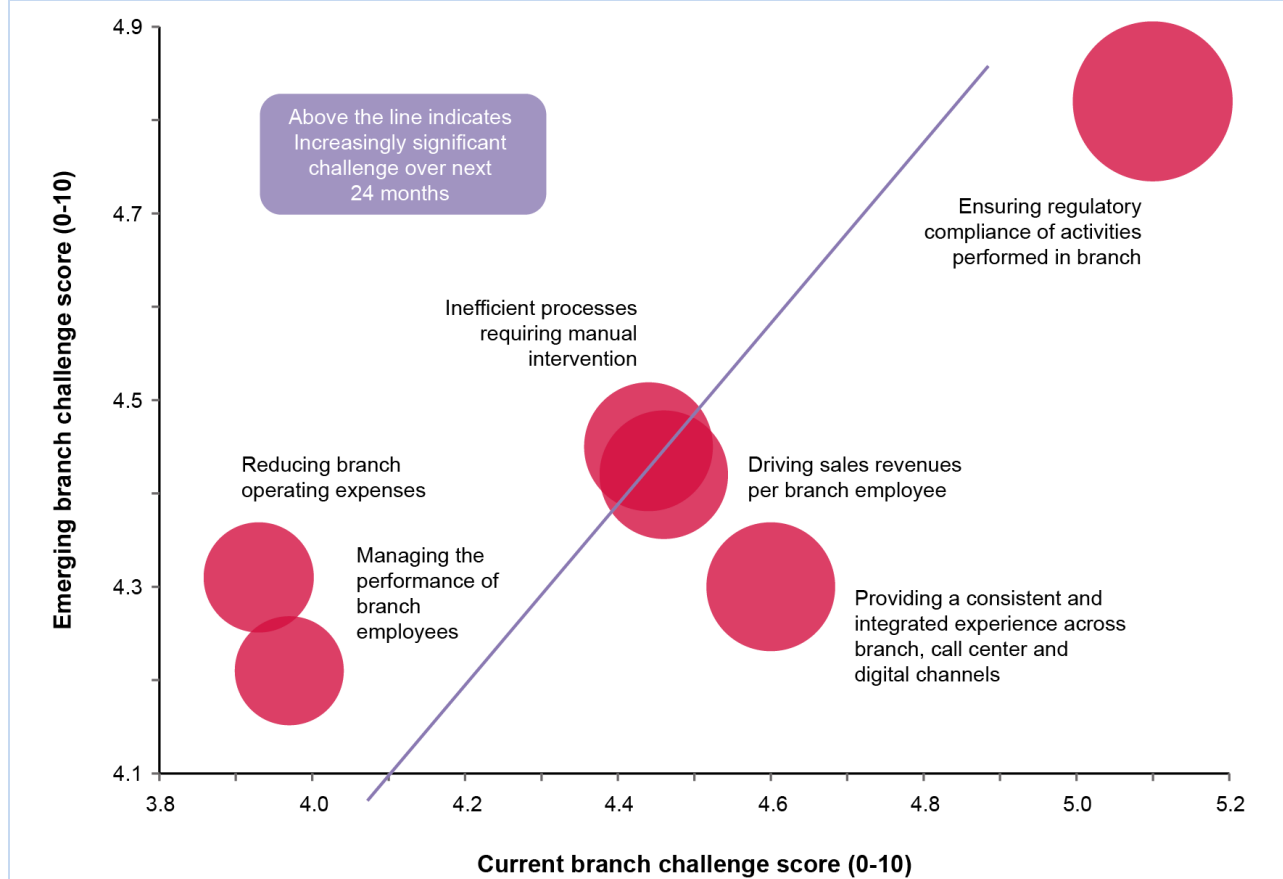 4.9
4.7
4.5
4.3
4.1
Emerging branch challenge score (0-10)
Above the line indicates
Increasingly significant
challenge over next
24 months
Ensuring regulatory
compliance of activities
performed in branch
Inefficient processes
requiring manual
intervention
Reducing branch
operating expenses
Driving sales revenues
per branch employee
Managing the
performance of
branch
employees
Providing a consistent and
integrated experience across
branch, call center and
digital channels
3.8
4.0
4.2
4.4
4.6
4.8
5.0
5.2
Current branch challenge score (0-10)